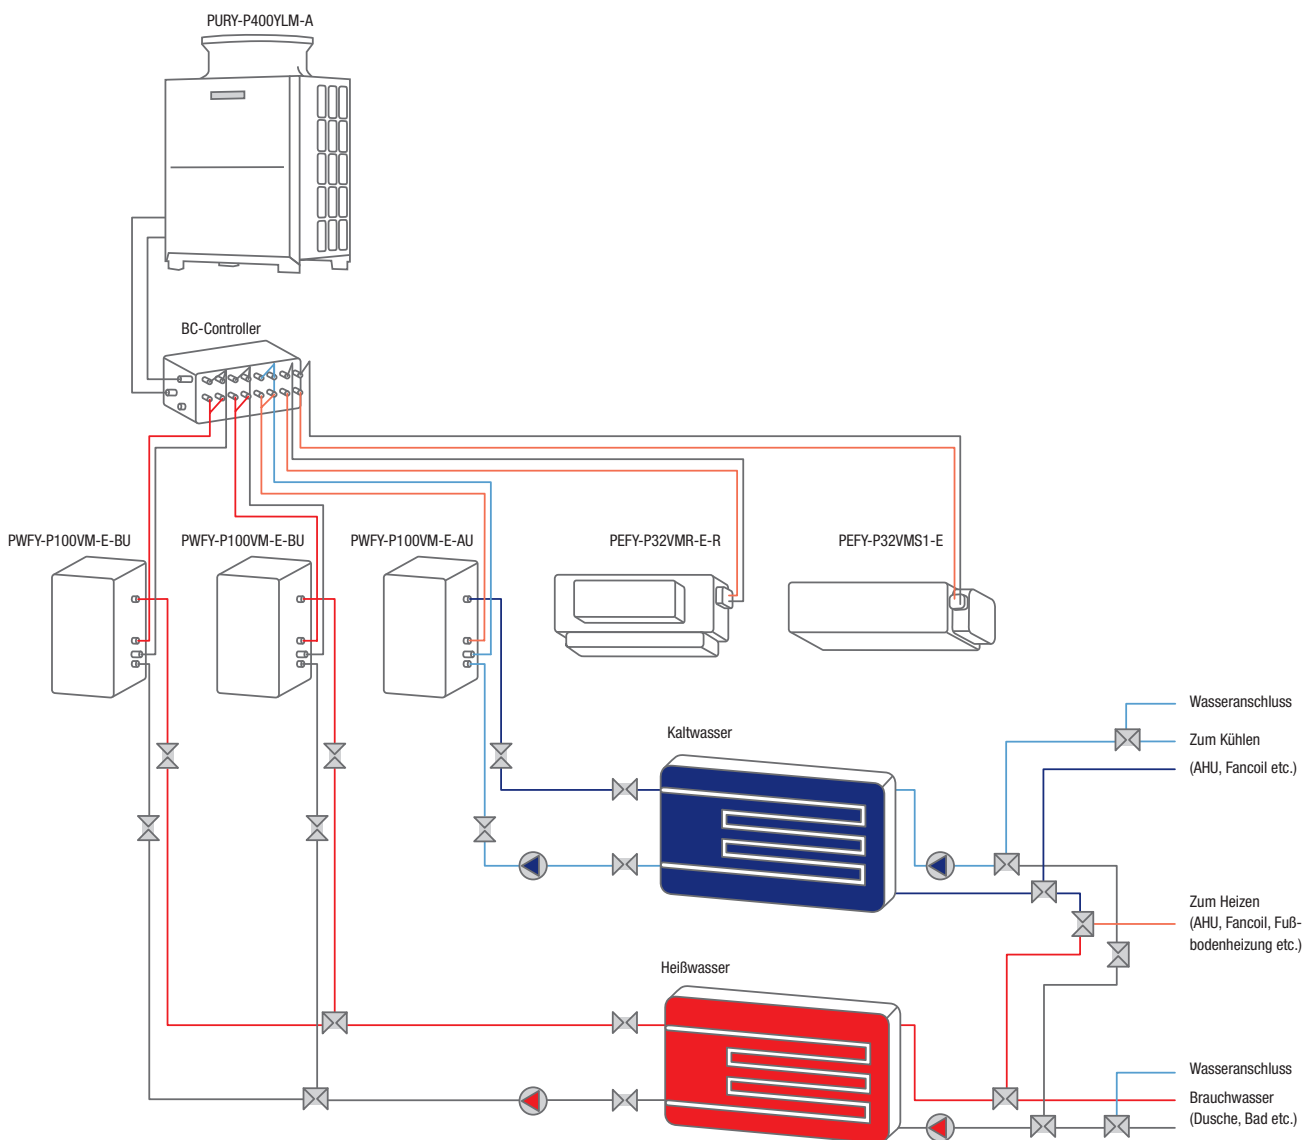 PURY-P400YLM-A
BC-Controller
PWFY-P100VM-E-BU
PWFY-P100VM-E-BU
PWFY-P100VM-E-AU
PEFY-P32VMR-E-R
PEFY-P32VMS1-E
Kaltwasser
Wasseranschluss
Zum Kühlen
(AHU, Fancoil etc.)
Zum Heizen
(AHU, Fancoil, Fuß-
bodenheizung etc.)
Heißwasser
Wasseranschluss
Brauchwasser
(Dusche, Bad etc.)